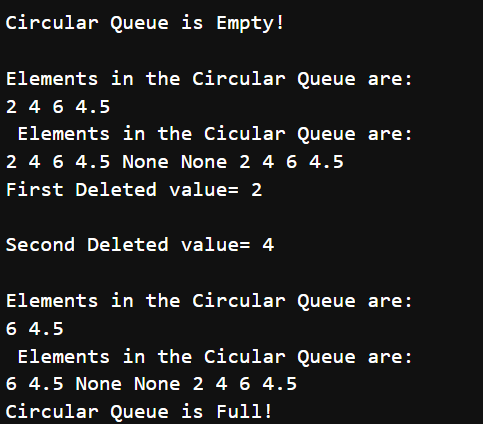 Circular Queue is Empty!
Elements in the Circular Queue are:
2 4 6 4.5
Elements in the Cicular Queue are:
2 4 6 4.5 None None 2 4 6 4.5
First Deleted value= 2
Second Deleted value= 4
Elements in the Circular Queue are:
6 4.5
Elements in the Cicular Queue are:
6 4.5 None None 2 4 6 4.5
Circular Queue is Full!